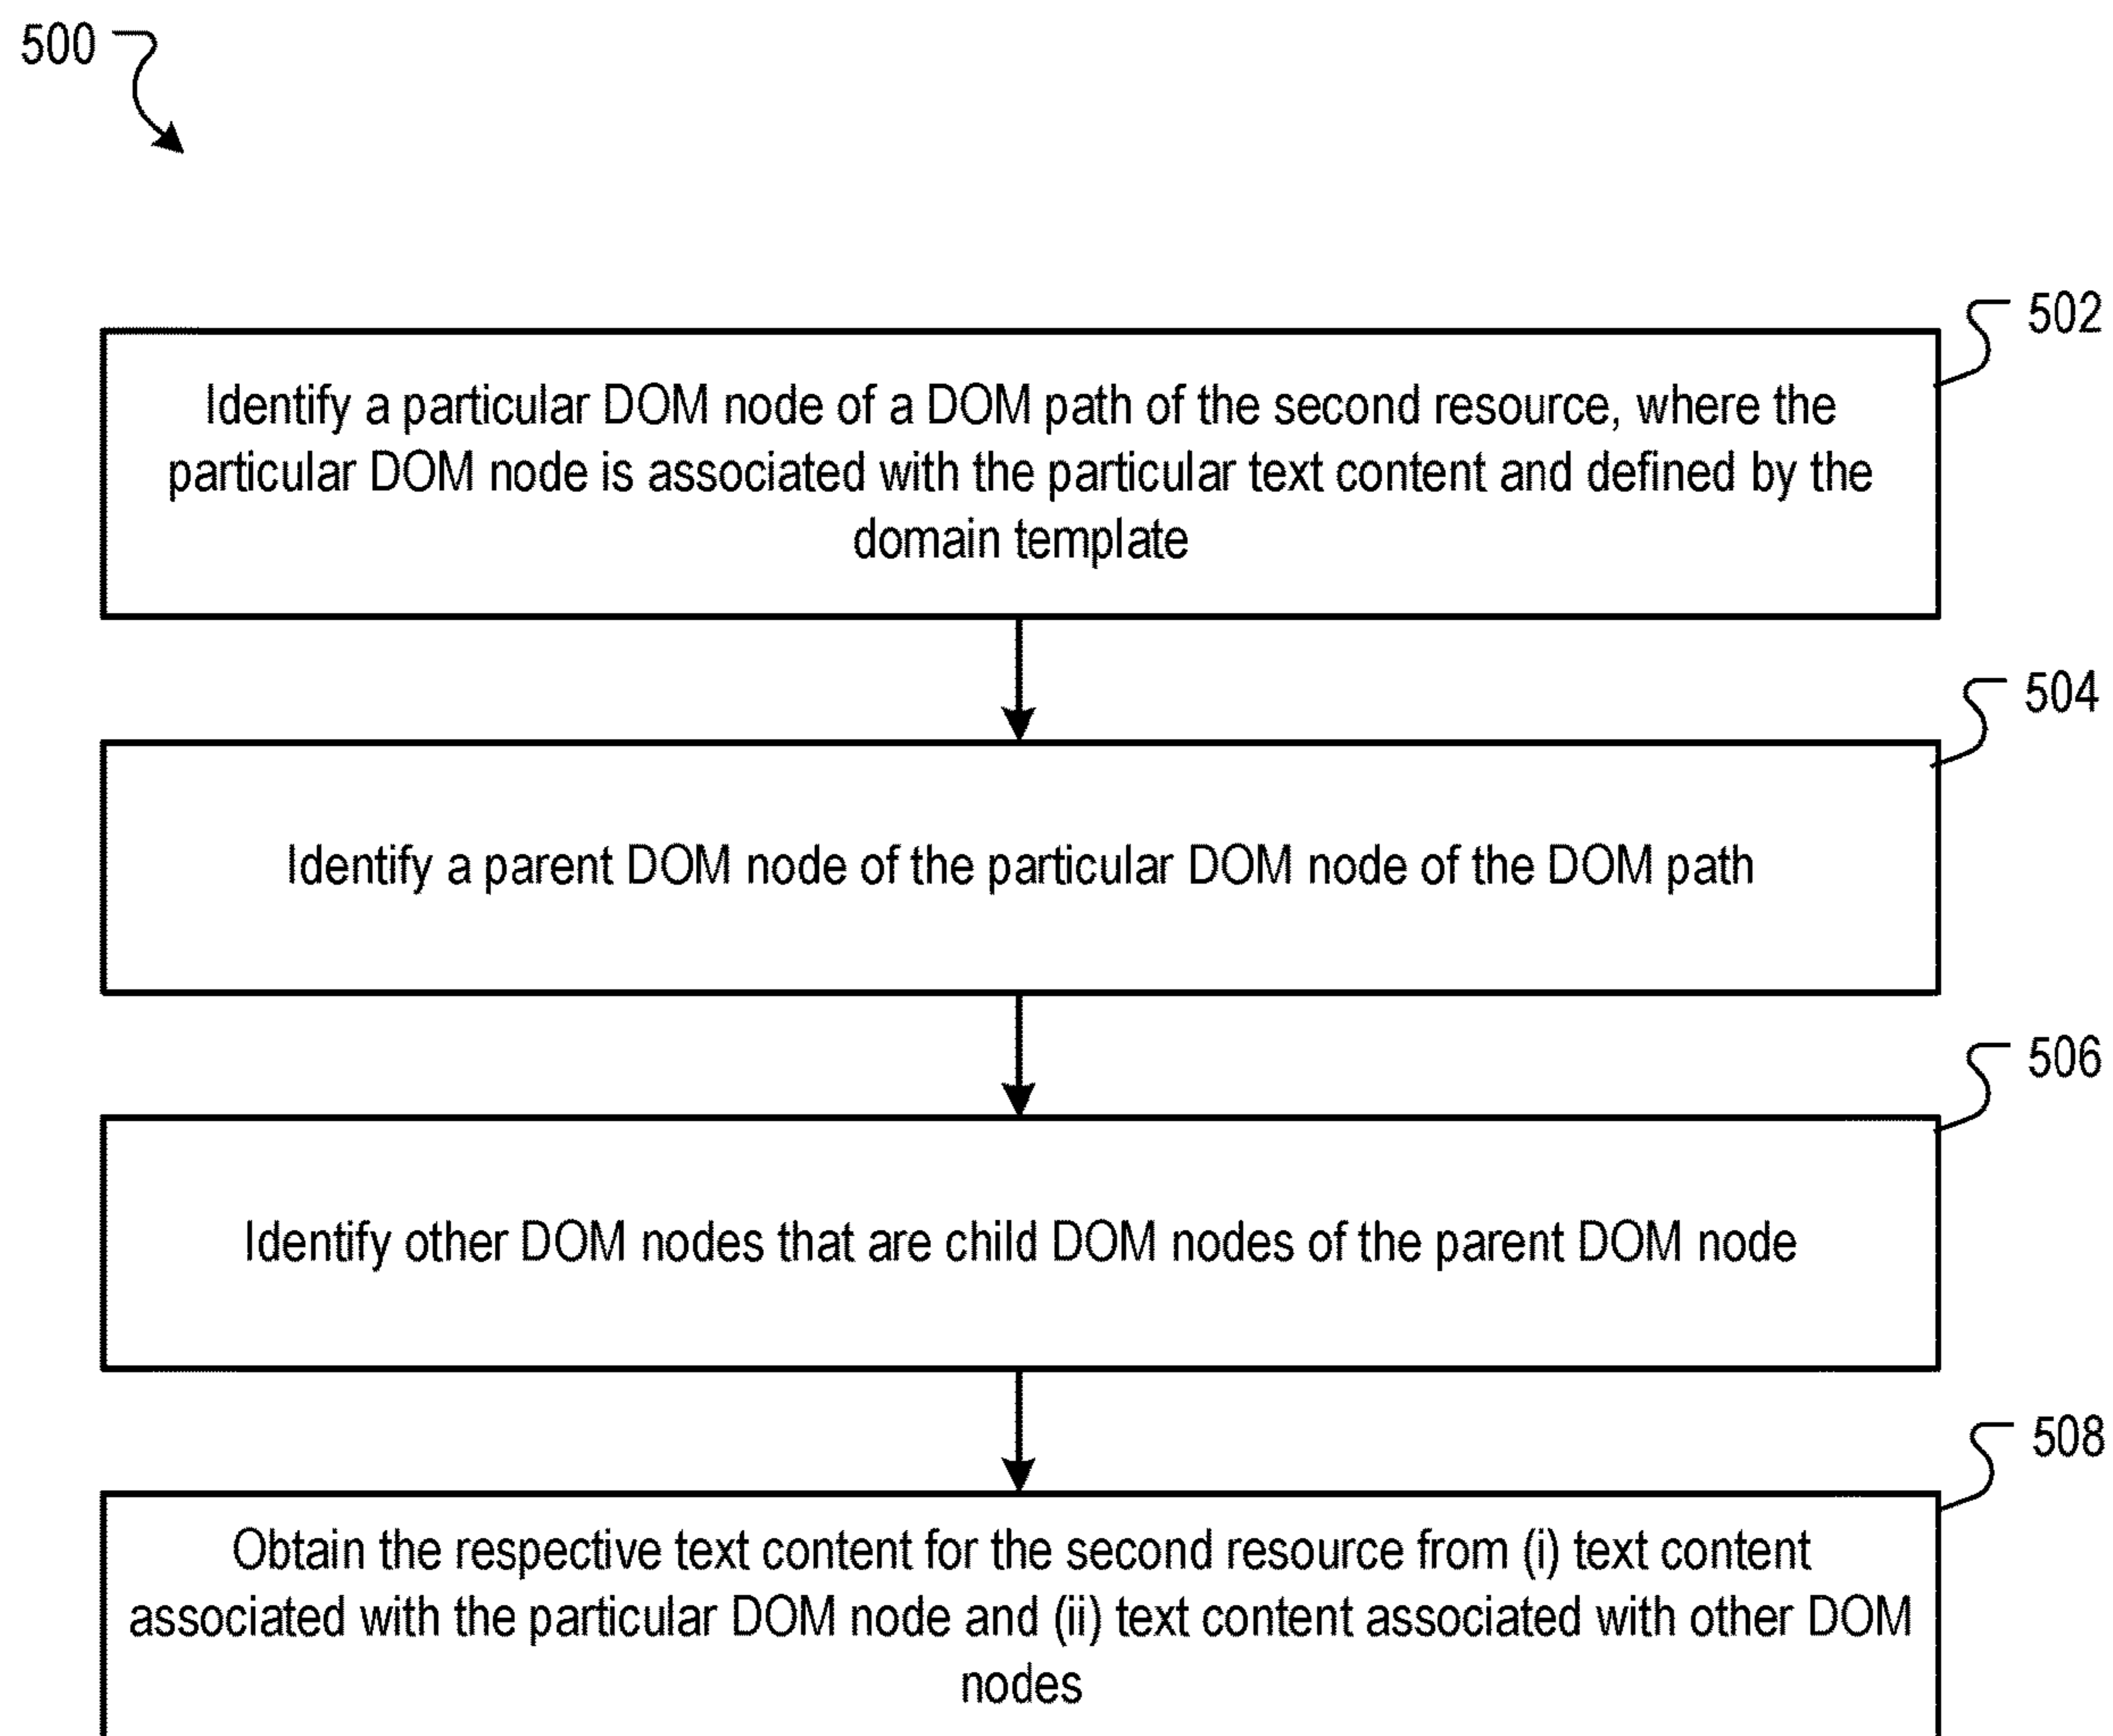 500
502
Identify a particular DOM node of a DOM path of the second resource, where the
particular DOM node is associated with the particular text content and defined by the
domain template
504
Identify a parent DOM node of the particular DOM node of the DOM path
506
Identify other DOM nodes that are child DOM nodes of the parent DOM node
508
Obtain the respective text content for the second resource from (i) text content
associated with the particular DOM node and (ii) text content associated with other DOM
nodes